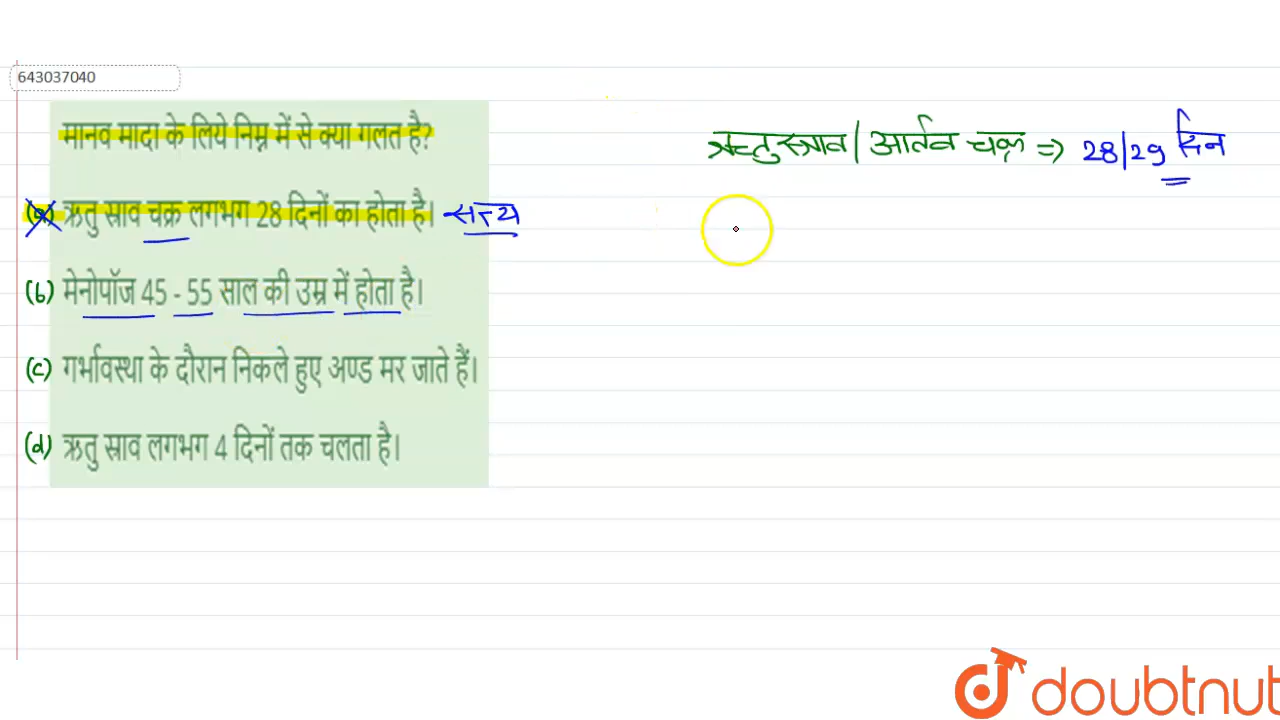 643037040
मानव मादा के लिये निम्न में से क्या गलत है?
(a) ऋतु स्राव चक्र लगभग 28 दिनों का होता है। ← सत्य
(b) मेनोपॉज 45 - 55 साल की उम्र में होता है।
(c) गर्भावस्था के दौरान निकले हुए अण्ड मर जाते हैं।
(d) ऋतु स्राव लगभग 4 दिनों तक चलता है।
ऋतुस्त्राव | आर्तव चक्र ⇒ 28/29 दिन
doubtnut